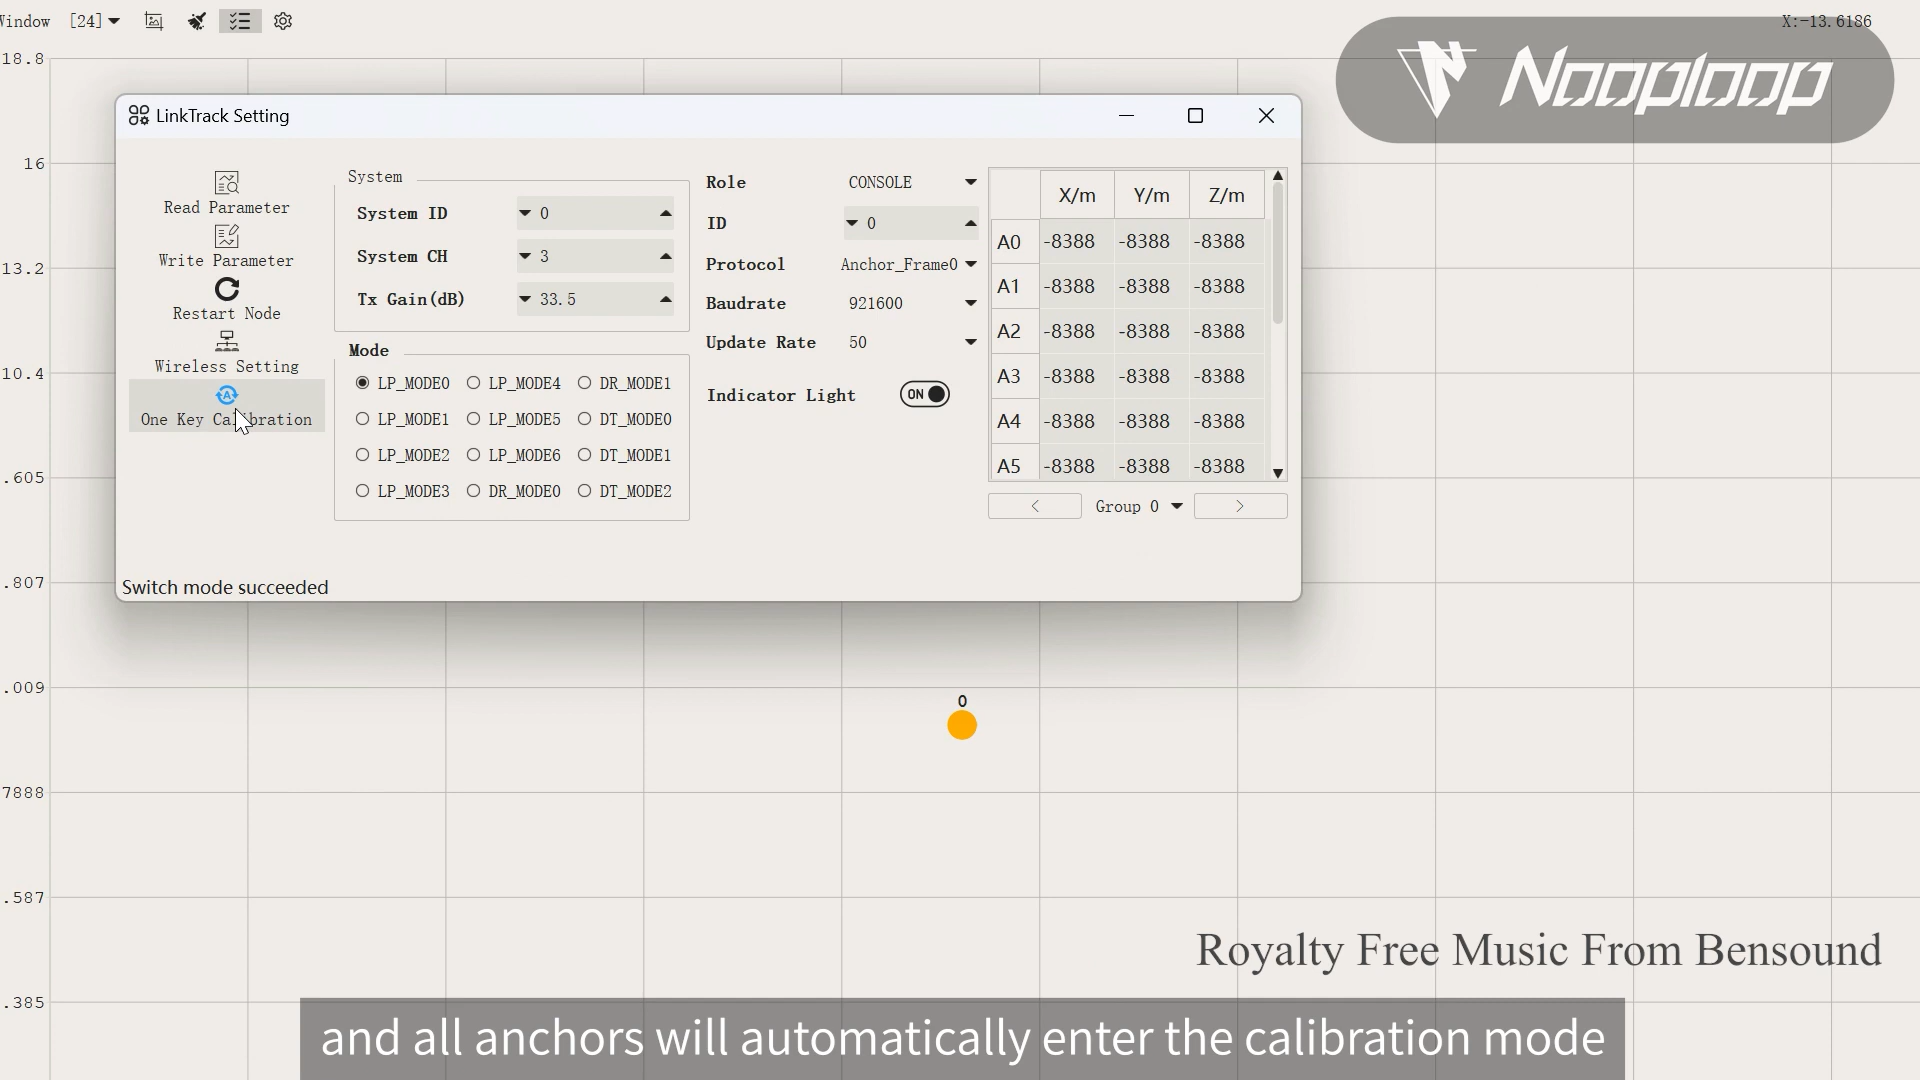 Window [24]
X:-13.6186
Nooploop
18.8
16
13.2
10.4
.605
.807
.009
7888
.587
.385
LinkTrack Setting
Read Parameter
Write Parameter
Restart Node
Wireless Setting
One Key Calibration
System
System ID 0
System CH 3
Tx Gain(dB) 33.5
Mode
LP_MODE0 LP_MODE4 DR_MODE1
LP_MODE1 LP_MODE5 DT_MODE0
LP_MODE2 LP_MODE6 DT_MODE1
LP_MODE3 DR_MODE0 DT_MODE2
Role CONSOLE
ID 0
Protocol Anchor_Frame0
Baudrate 921600
Update Rate 50
Indicator Light ON
X/m Y/m Z/m
A0 -8388 -8388 -8388
A1 -8388 -8388 -8388
A2 -8388 -8388 -8388
A3 -8388 -8388 -8388
A4 -8388 -8388 -8388
A5 -8388 -8388 -8388
< Group 0 >
Switch mode succeeded
0
Royalty Free Music From Bensound
and all anchors will automatically enter the calibration mode